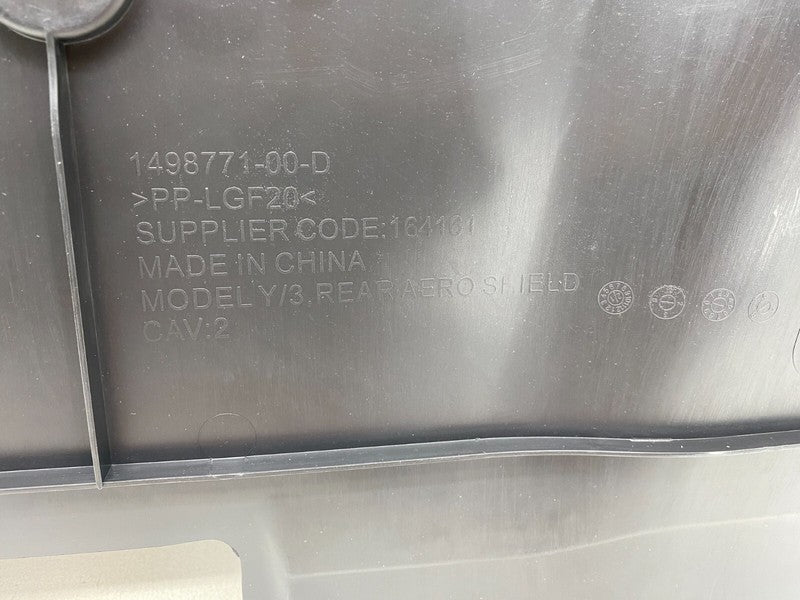 1498771-00-D
>PP-LGF20<
SUPPLIER CODE:164101
MADE IN CHINA
MODEL Y/3 REAR AERO SHIELD
CAV:2